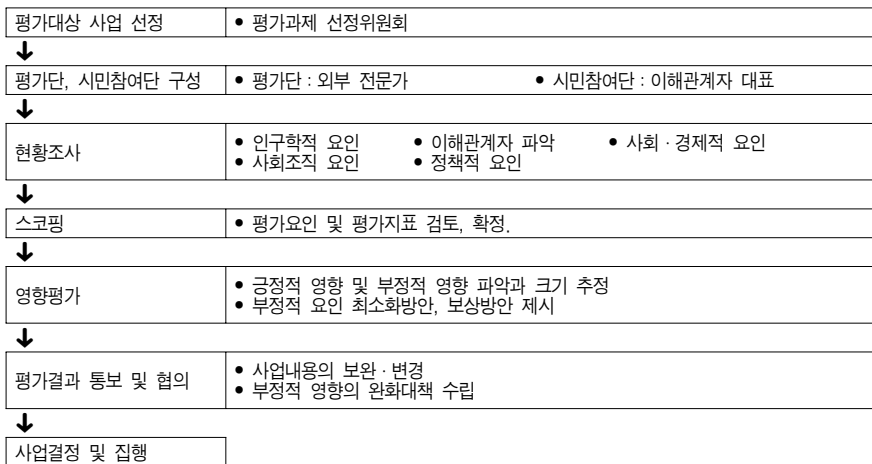 평가대상 사업 선정 • 평가과제 선정위원회
↓
평가단, 시민참여단 구성 • 평가단 : 외부 전문가 • 시민참여단 : 이해관계자 대표
↓
현황조사 • 인구학적 요인 • 이해관계자 파악 • 사회 · 경제적 요인
• 사회조직 요인 • 정책적 요인
↓
스코핑 • 평가요인 및 평가지표 검토, 확정.
↓
영향평가 • 긍정적 영향 및 부정적 영향 파악과 크기 추정
• 부정적 요인 최소화방안, 보상방안 제시
↓
평가결과 통보 및 협의 • 사업내용의 보완 · 변경
• 부정적 영향의 완화대책 수립
↓
사업결정 및 집행